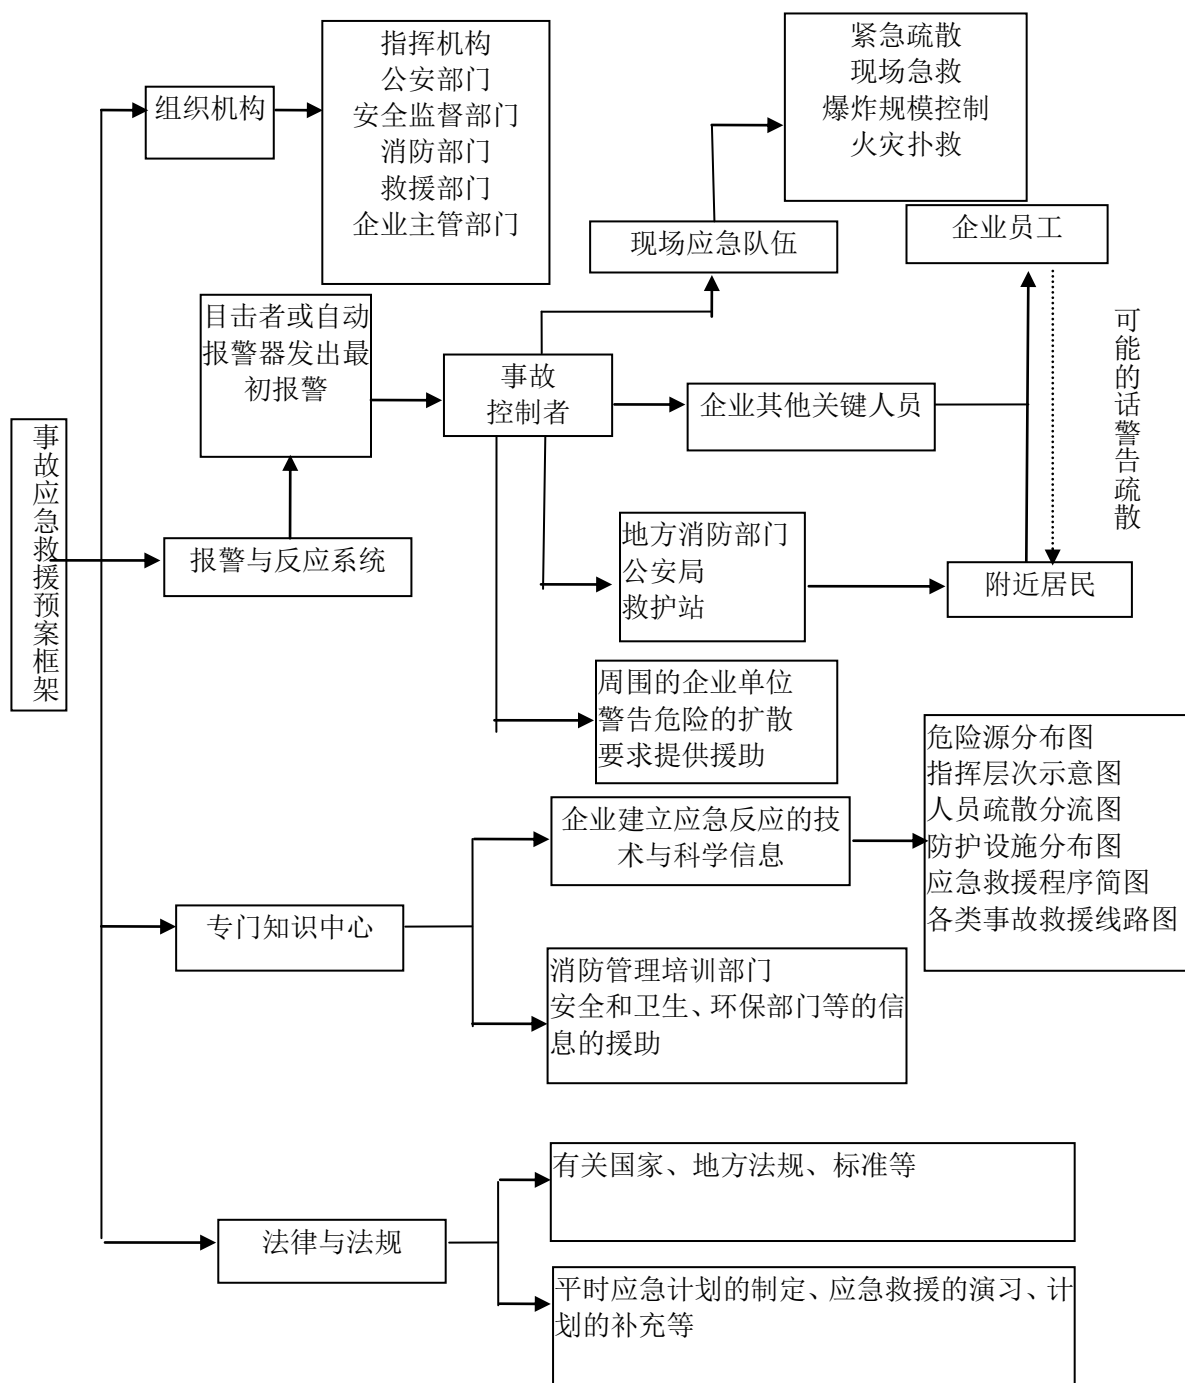 事故应急救援预案框架
组织机构
指挥机构
公安部门
安全监督部门
消防部门
救援部门
企业主管部门
报警与反应系统
目击者或自动
报警器发出最
初报警
事故
控制者
现场应急队伍
紧急疏散
现场急救
爆炸规模控制
火灾扑救
企业其他关键人员
企业员工
可能的话警告疏散
地方消防部门
公安局
救护站
附近居民
周围的企业单位
警告危险的扩散
要求提供援助
专门知识中心
企业建立应急反应的技
术与科学信息
危险源分布图
指挥层次示意图
人员疏散分流图
防护设施分布图
应急救援程序简图
各类事故救援线路图
消防管理培训部门
安全和卫生、环保部门等的信
息的援助
法律与法规
有关国家、地方法规、标准等
平时应急计划的制定、应急救援的演习、计
划的补充等